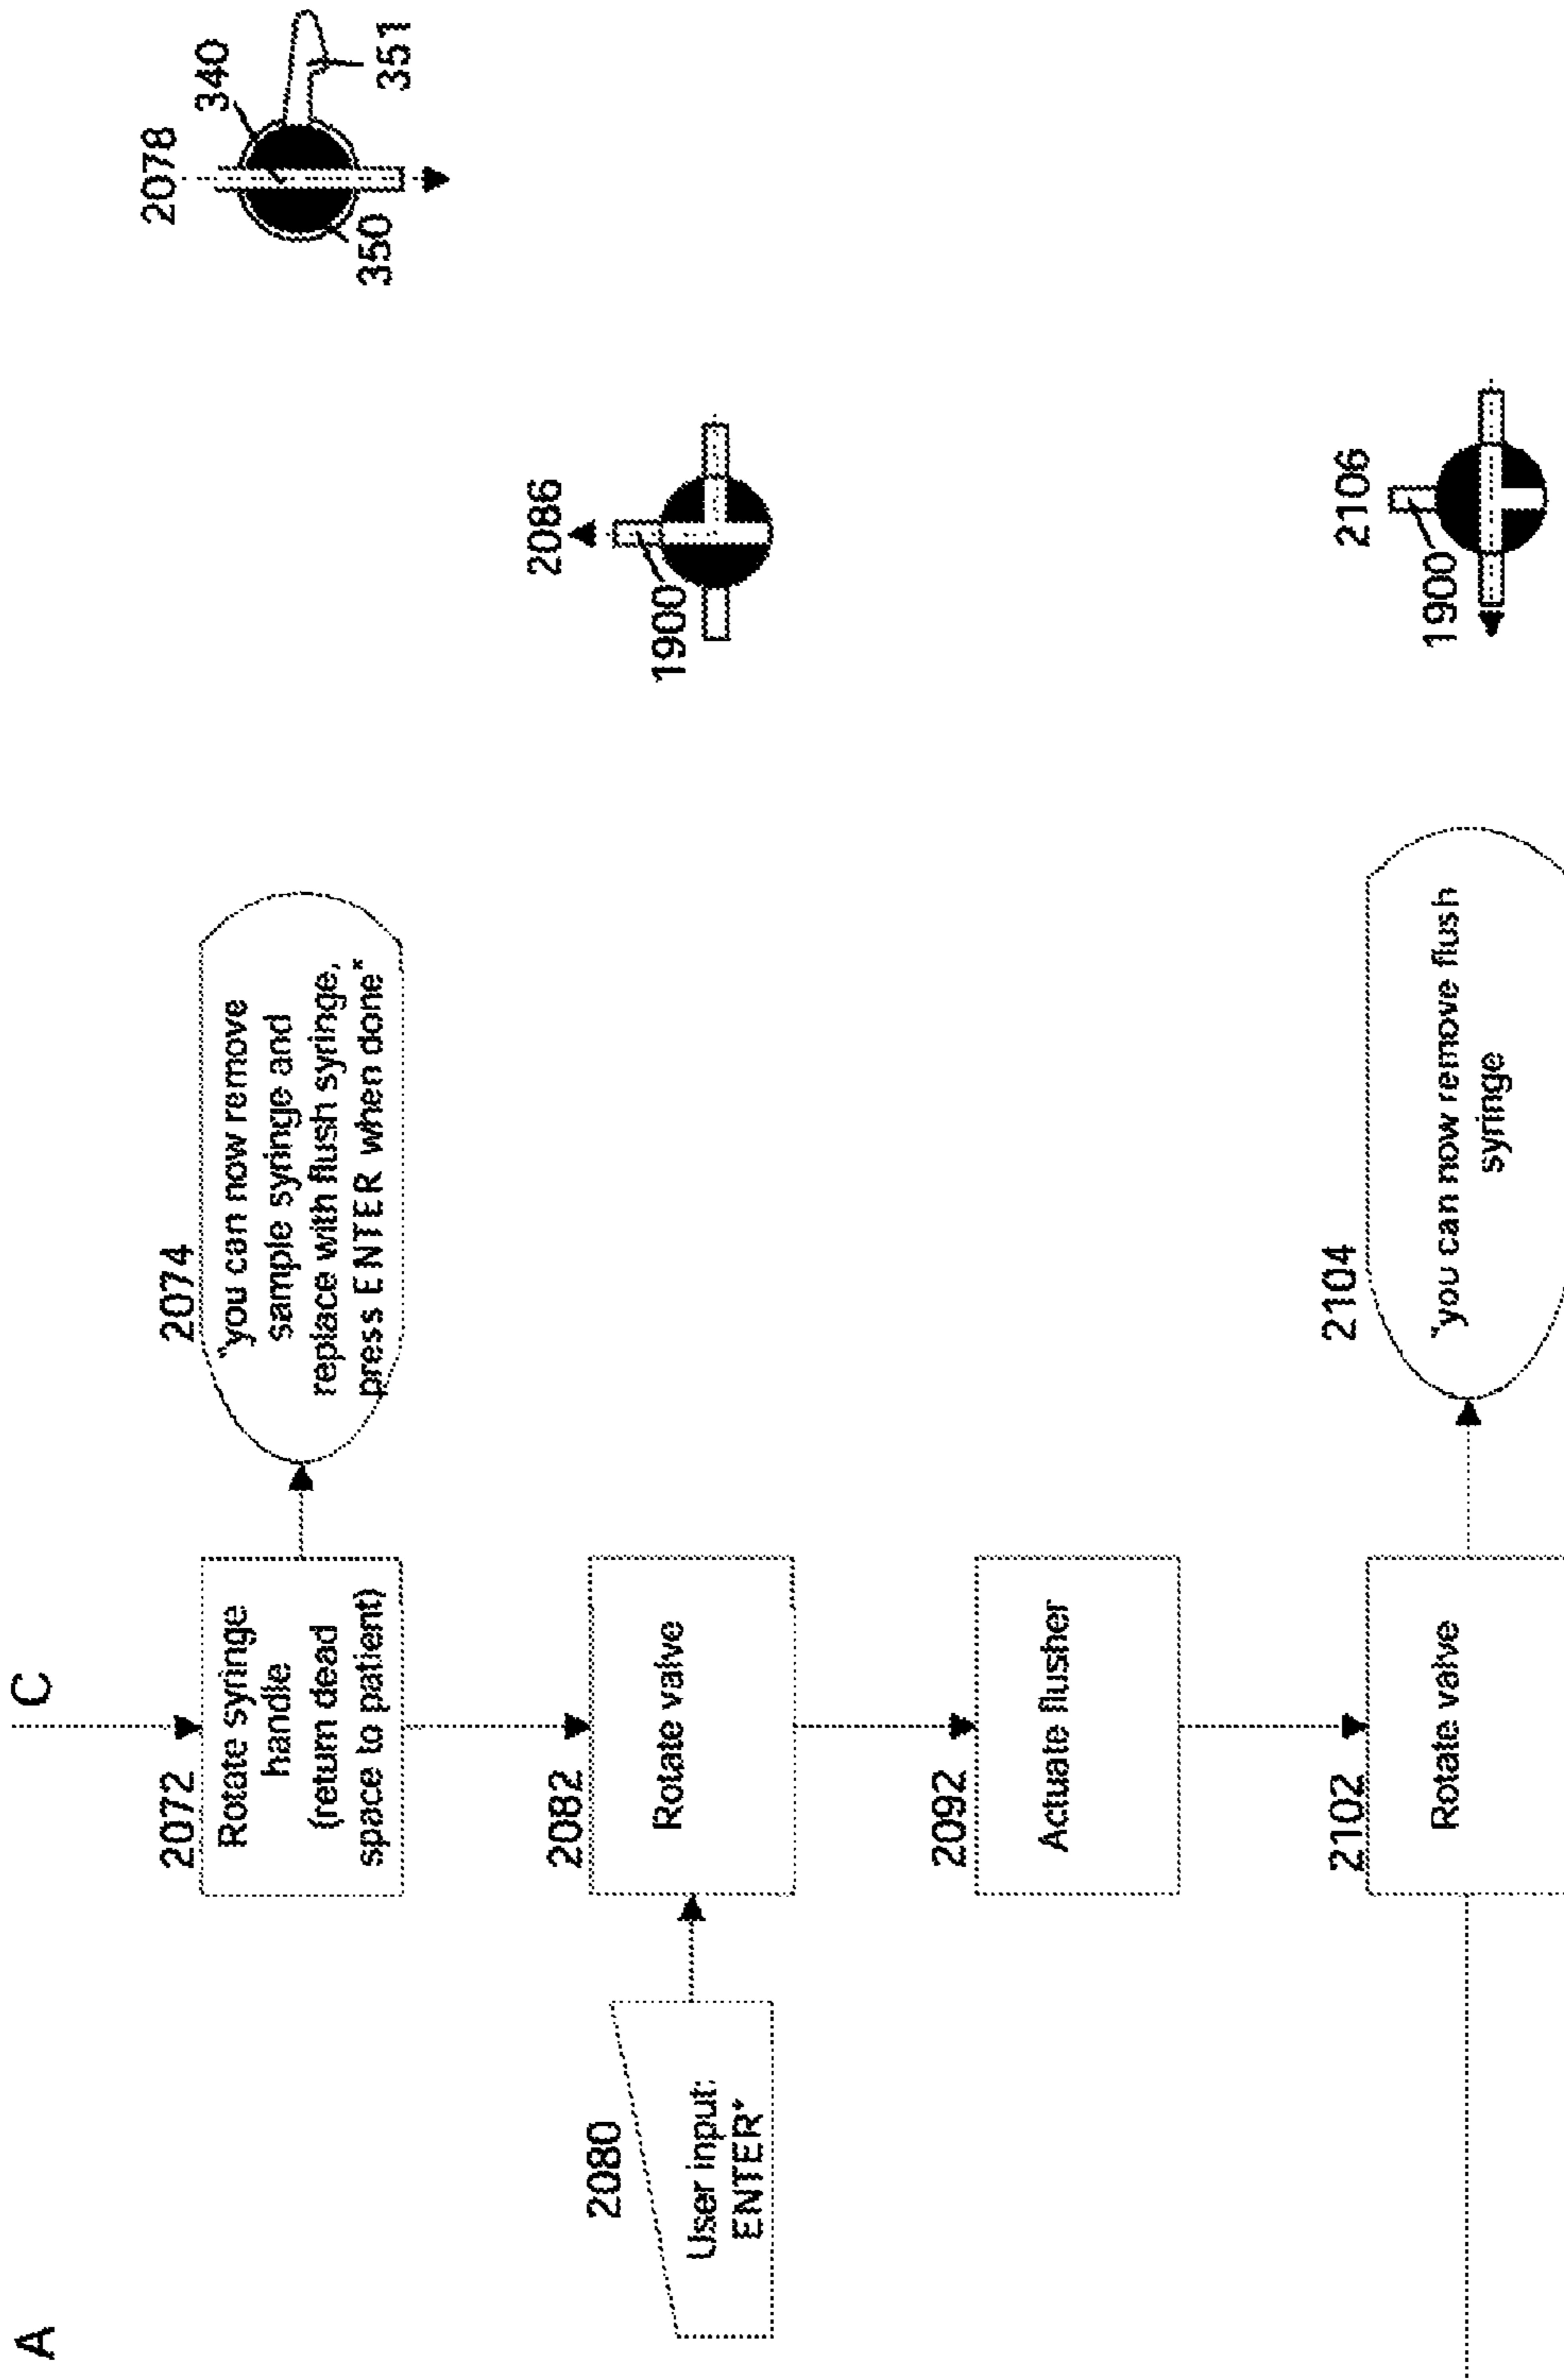 A
C
2072
Rotate syringe
handle
(return dead
space to patient)
2074
"you can now remove
sample syringe and
replace with flush syringe,
press ENTER when done"
2078
340
350
351
2080
User input:
ENTER"
2082
Rotate valve
2086
1900
2092
Actuate flusher
2102
Rotate valve
2104
"you can now remove flush
syringe
2106
1900